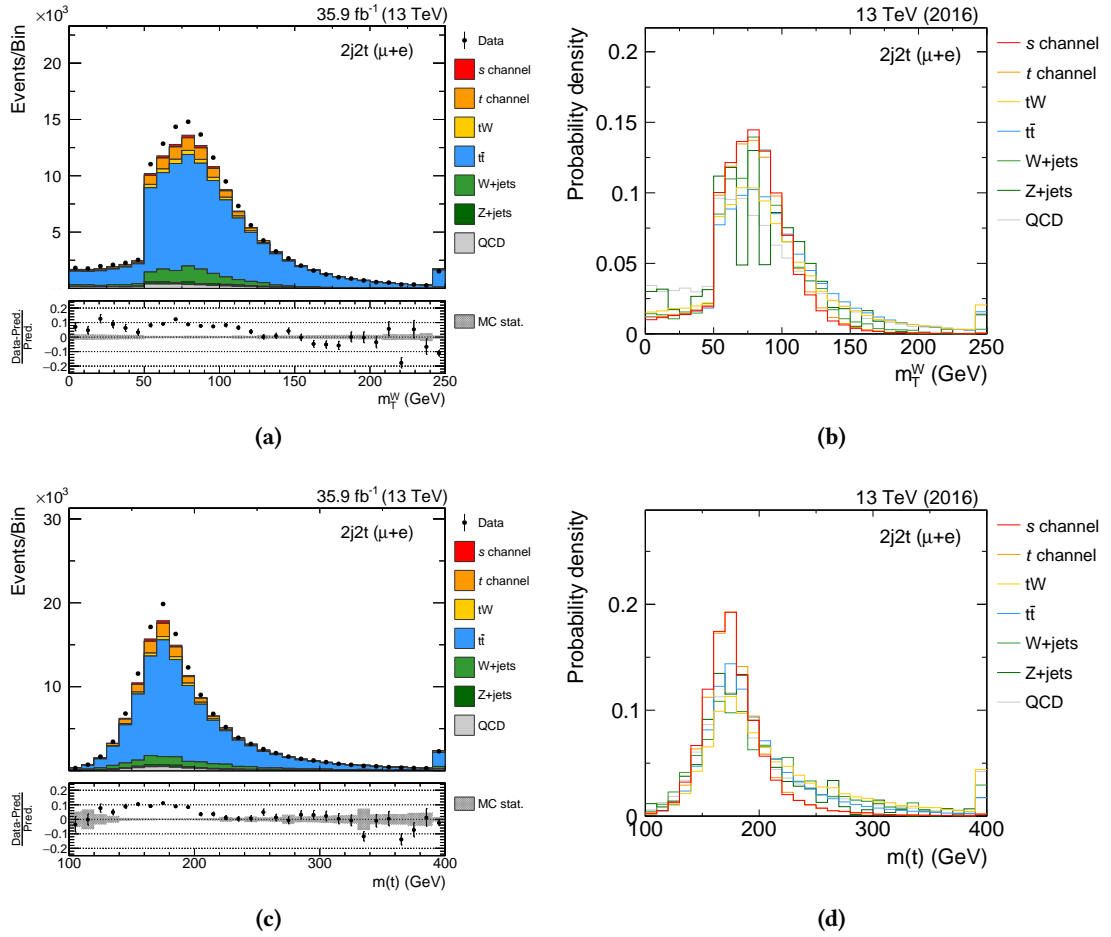 ×10³ 35.9 fb⁻¹ (13 TeV)
Events/Bin
2j2t (μ+e)
20
15
10
5
Data
s channel
t channel
tW
tt̄
W+jets
Z+jets
QCD
Data-Pred.
Pred.
0.2
0.1
0
−0.1
−0.2
MC stat.
0 50 100 150 200 250
m_T^W (GeV)
(a)
13 TeV (2016)
Probability density
2j2t (μ+e)
0.2
0.15
0.1
0.05
0
s channel
t channel
tW
tt̄
W+jets
Z+jets
QCD
0 50 100 150 200 250
m_T^W (GeV)
(b)
×10³ 35.9 fb⁻¹ (13 TeV)
Events/Bin
2j2t (μ+e)
30
20
10
Data
s channel
t channel
tW
tt̄
W+jets
Z+jets
QCD
Data-Pred.
Pred.
0.2
0.1
0
−0.1
−0.2
MC stat.
100 200 300 400
m(t) (GeV)
(c)
13 TeV (2016)
Probability density
2j2t (μ+e)
0.2
0.1
0
s channel
t channel
tW
tt̄
W+jets
Z+jets
QCD
100 200 300 400
m(t) (GeV)
(d)